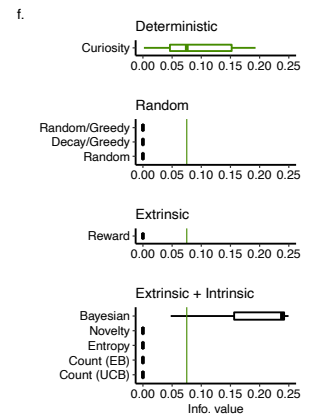 f.
Deterministic
Curiosity
0.00 0.05 0.10 0.15 0.20 0.25
Random
Random/Greedy
Decay/Greedy
Random
0.00 0.05 0.10 0.15 0.20 0.25
Extrinsic
Reward
0.00 0.05 0.10 0.15 0.20 0.25
Extrinsic + Intrinsic
Bayesian
Novelty
Entropy
Count (EB)
Count (UCB)
0.00 0.05 0.10 0.15 0.20 0.25
Info. value